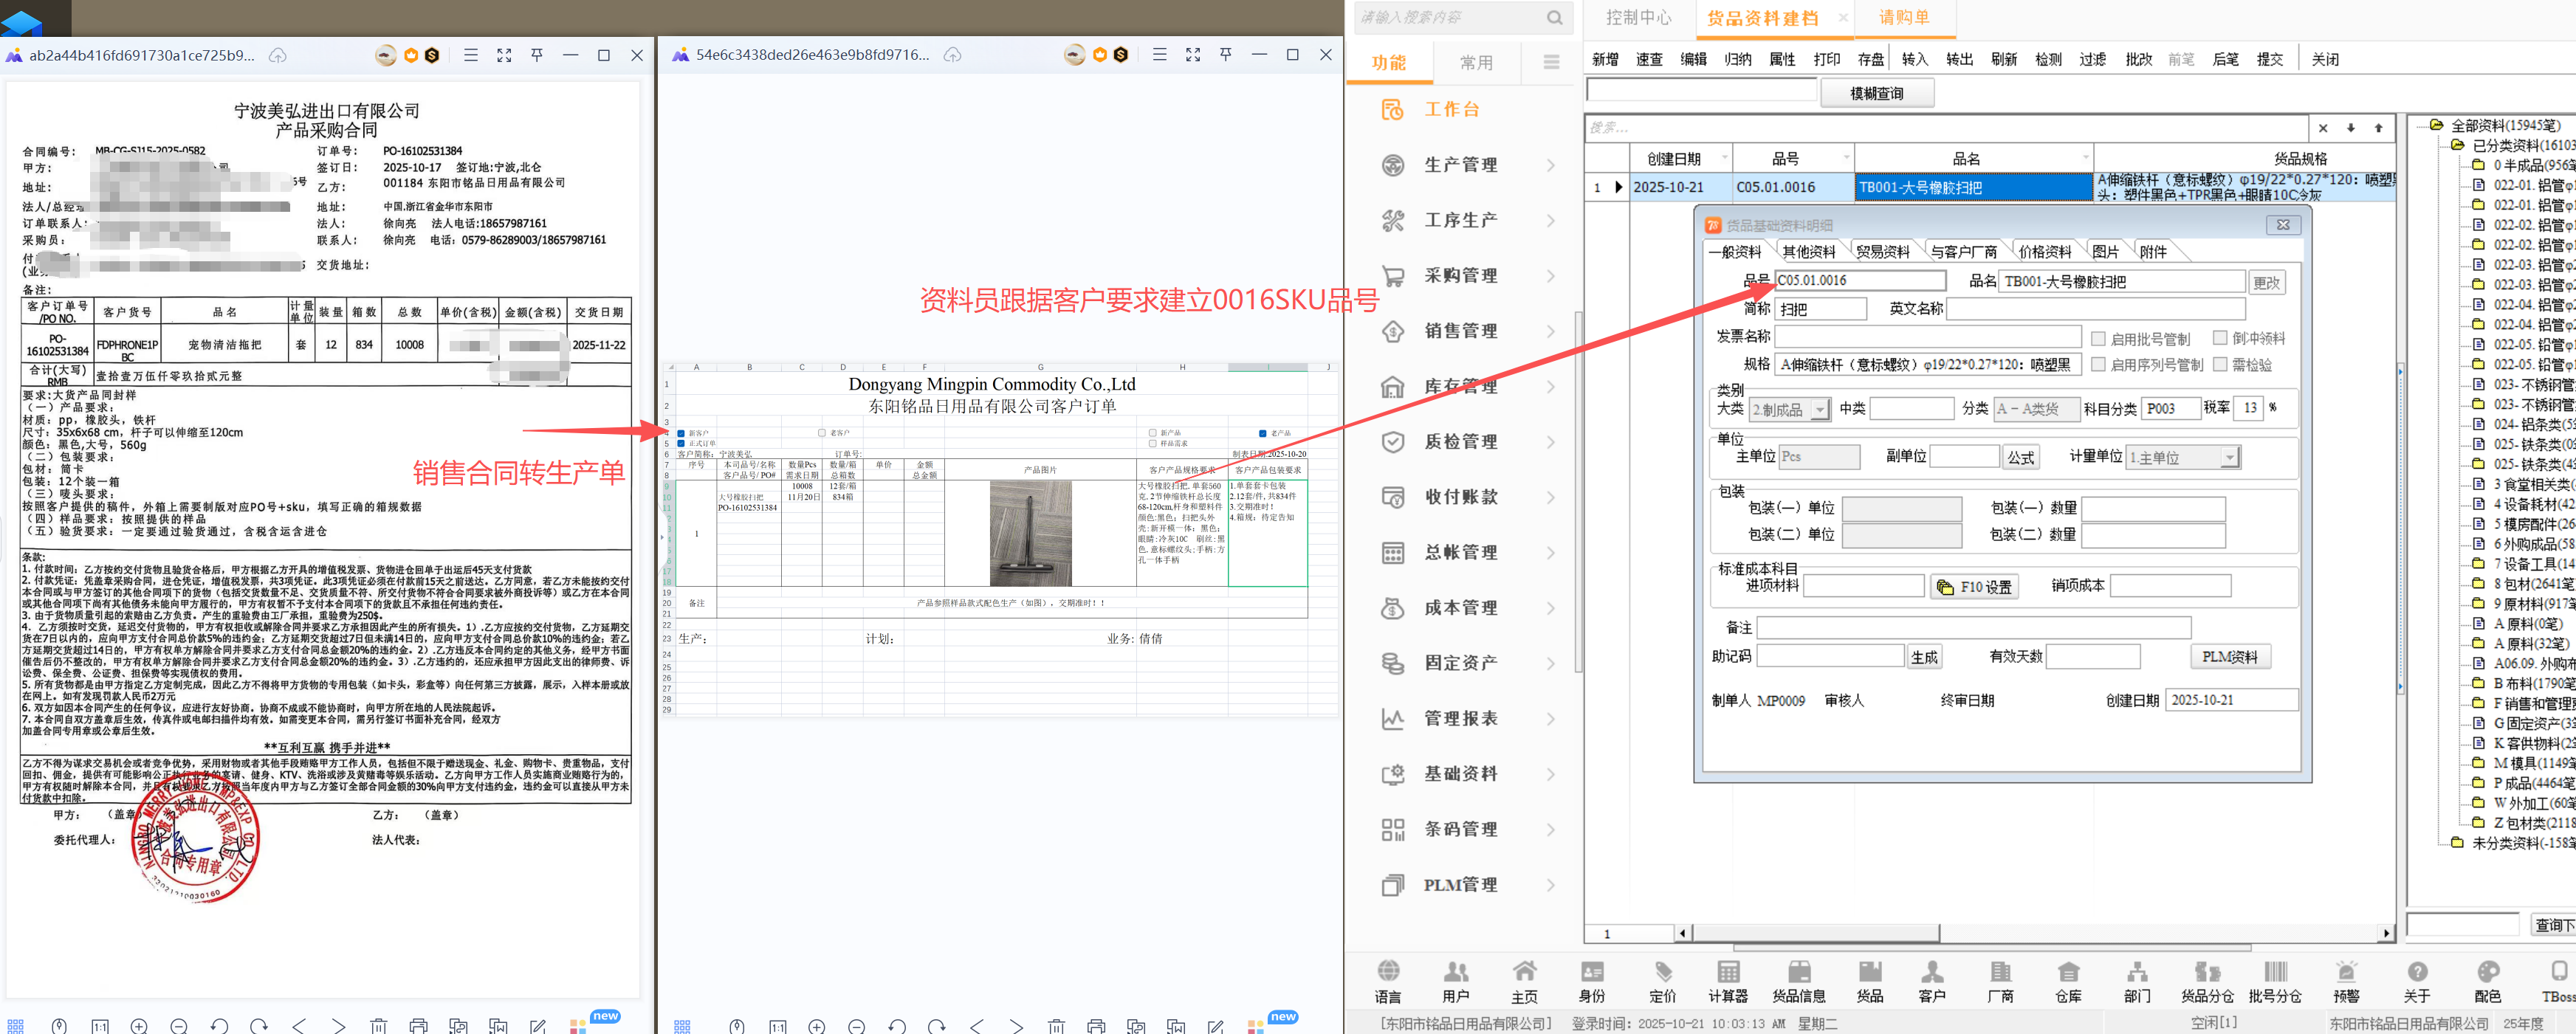 ab2a44b416fd691730a1ce725b9...
宁波美弘进出口有限公司
产品采购合同
合同编号： MB-CG-SJ15-2025-0582 订单号： PO-16102531384
甲方： 签订日： 2025-10-17 签订地:宁波,北仑
地址： 乙方： 001184 东阳市铭品日用品有限公司
法人/总经理 地址： 中国,浙江省金华市东阳市
订单联系人： 法人： 徐向亮 法人电话:18657987161
采购员： 联系人： 徐向亮 电话：0579-86289003/18657987161
交货地址：
备注：
客户订单号/PO NO. 客户货号 品名 计量单位 装量 箱数 总数 单价(含税) 金额(含税) 交货日期
PO-16102531384 FDPHRONE1PBC 宠物清洁拖把 套 12 834 10008 2025-11-22
合计(大写) RMB 壹拾壹万伍仟零玖拾贰元整
要求:大货产品同封样
（一）产品要求：
材质：pp，橡胶头，铁杆
尺寸：35x6x68 cm，杆子可以伸缩至120cm
颜色：黑色,大号，560g
（二）包装要求：
包材：筒卡
包装：12个装一箱
（三）唛头要求：
按照客户提供的稿件，外箱上需要制版对应PO号+sku，填写正确的箱规数据
（四）样品要求：按照提供的样品
（五）验货要求：一定要通过验货通过，含税含运含进仓
条款:
1. 付款时间：乙方按约交付货物且验货合格后，甲方根据乙方开具的增值税发票、货物进仓回单于出运后45天支付货款
2. 付款凭证：凭盖章采购合同，进仓凭证，增值税发票，共3项凭证。此3项凭证必须在付款前15天之前送达。乙方同意，若乙方未能按约交付
本合同或与甲方签订的其他合同项下的货物（包括交货数量不足、交货质量不符、所交付货物不符合合同要求被外商投诉等）或乙方在本合同
或其他合同项下尚有其他债务未能向甲方履行的，甲方有权暂不予支付本合同项下的货款且不承担任何违约责任。
3. 由于货物质量引起的索赔由乙方负责。产生的重验费由工厂承担，重验费为250$。
4. 乙方须按时交货，延迟交付货物的，甲方有权拒收或解除合同并要求乙方承担因此产生的所有损失。1）.乙方应按约交付货物，乙方延期交
货在7日以内的，应向甲方支付合同总价款5%的违约金；乙方延期交货超过7日但未满14日的，应向甲方支付合同总价款10%的违约金；若乙
方延期交货超过14日的，甲方有权单方解除合同并要求乙方支付合同总金额20%的违约金。2）.乙方违反本合同约定的其他义务，经甲方书面
催告后仍不整改的，甲方有权单方解除合同并要求乙方支付合同总金额20%的违约金。3）.乙方违约的，还应承担甲方因此支出的律师费、诉
讼费、保全费、公证费、担保费等实现债权的费用。
5. 所有货物都是由甲方指定乙方定制完成，因此乙方不得将甲方货物的专用包装（如卡头，彩盒等）向任何第三方披露，展示，入样本册或放
在网上。如有发现罚款人民币2万元
6. 双方如因本合同产生的任何争议，应进行友好协商。协商不成或不能协商时，向甲方所在地的人民法院起诉。
7. 本合同自双方盖章后生效，传真件或电邮扫描件均有效。如需变更本合同，需另行签订书面补充合同，经双方
加盖合同专用章或公章后生效。
**互利互赢 携手并进**
乙方不得为谋求交易机会或者竞争优势，采用财物或者其他手段贿赂甲方工作人员，包括但不限于赠送现金、礼金、购物卡、贵重物品，支付
回扣、佣金，提供有可能影响公正执行业务的宴请、健身、KTV、洗浴或涉及黄赌毒等娱乐活动。乙方向甲方工作人员实施商业贿赂行为的，
甲方有权随时解除本合同，并且有权要求乙方按照当年度内甲方与乙方签订全部合同金额的30%向甲方支付违约金，违约金可以直接从甲方未
付货款中扣除。
甲方： （盖章） 乙方： （盖章）
委托代理人： 法人代表：
合同专用章
new
销售合同转生产单
54e6c3438ded26e463e9b8fd9716...
资料员跟据客户要求建立0016SKU品号
Dongyang Mingpin Commodity Co.,Ltd
东阳铭品日用品有限公司客户订单
新客户 老客户 新产品 老产品
正式订单 样品需求
客户简称: 宁波美弘 订单号: 制表日期:2025-10-20
序号 本司品号/名称 数量Pcs 数量/箱 单价 金额 产品图片 客户产品规格要求 客户产品包装要求
客户品号/ PO# 需求日期 总箱数 总金额
1 大号橡胶扫把 PO-16102531384 10008 11月20日 12套/箱 834箱
大号橡胶扫把, 单套560
克, 2节伸缩铁杆总长度
68-120cm,杆身和塑料件
颜色:黑色; 扫把头外
壳:新开模一体; 黑色;
眼睛:冷灰10C 刷丝:黑
色, 意标螺纹头;手柄:方
孔一体手柄
1.单套套卡包装
2.12套/件, 共834件
3.交期准时!
4.箱规: 待定告知
备注 产品参照样品款式配色生产（如图），交期准时！！
生产: 计划: 业务: 倩倩
new
请输入搜索内容
功能 常用
工作台
生产管理
工序生产
采购管理
销售管理
库存管理
质检管理
收付账款
总帐管理
成本管理
固定资产
管理报表
基础资料
条码管理
PLM管理
控制中心 货品资料建档 请购单
新增 速查 编辑 归纳 属性 打印 存盘 转入 转出 刷新 检测 过滤 批改 前笔 后笔 提交 关闭
模糊查询
搜索...
创建日期 品号 品名 货品规格
1 2025-10-21 C05.01.0016 TB001-大号橡胶扫把 A伸缩铁杆（意标螺纹）φ19/22*0.27*120：喷塑
头：塑件黑色+TPR黑色+眼睛10C冷灰
货品基础资料明细
一般资料 其他资料 贸易资料 与客户厂商 价格资料 图片 附件
品号 C05.01.0016 品名 TB001-大号橡胶扫把 更改
简称 扫把 英文名称
发票名称 启用批号管制 倒冲领料
规格 A伸缩铁杆（意标螺纹）φ19/22*0.27*120：喷塑黑 启用序列号管制 需检验
类别
大类 2.制成品 中类 分类 A - A类货 科目分类 P003 税率 13 %
单位
主单位 Pcs 副单位 公式 计量单位 1.主单位
包装
包装(一) 单位 包装(一) 数量
包装(二) 单位 包装(二) 数量
标准成本科目
进项材料 F10 设置 销项成本
备注
助记码 生成 有效天数 PLM资料
制单人 MP0009 审核人 终审日期 创建日期 2025-10-21
全部资料(15945笔)
已分类资料(16103
0 半成品(956笔
022-01. 铝管φ
022-01. 铝管φ
022-02. 铝管φ
022-02. 铝管φ
022-03. 铝管φ
022-03. 铝管φ
022-04. 铝管φ
022-04. 铝管φ
022-05. 铝管φ
022-05. 铝管φ
023- 不锈钢管
023- 不锈钢管
024- 铝条类(5
025- 铁条类(0
025- 铁条类(4
3 食堂相关类(
4 设备耗材(42
5 模房配件(26
6 外购成品(58
7 设备工具(14
8 包材(2641笔
9 原材料(917笔
A 原料(0笔)
A 原料(32笔)
A06.09. 外购布
B 布料(1790笔
F 销售和管理
G 固定资产(3
K 客供物料(2
M 模具(1149笔
P 成品(4464笔
W 外加工(60笔
Z 包材类(2118
未分类资料(-158笔
查询下
1
语言 用户 主页 身份 定价 计算器 货品信息 货品 客户 厂商 仓库 部门 货品分仓 批号分仓 预警 关于 配色 TBoss
[东阳市铭品日用品有限公司] 登录时间：2025-10-21 10:03:13 AM 星期二 空闲[1] 东阳市铭品日用品有限公司 25年度